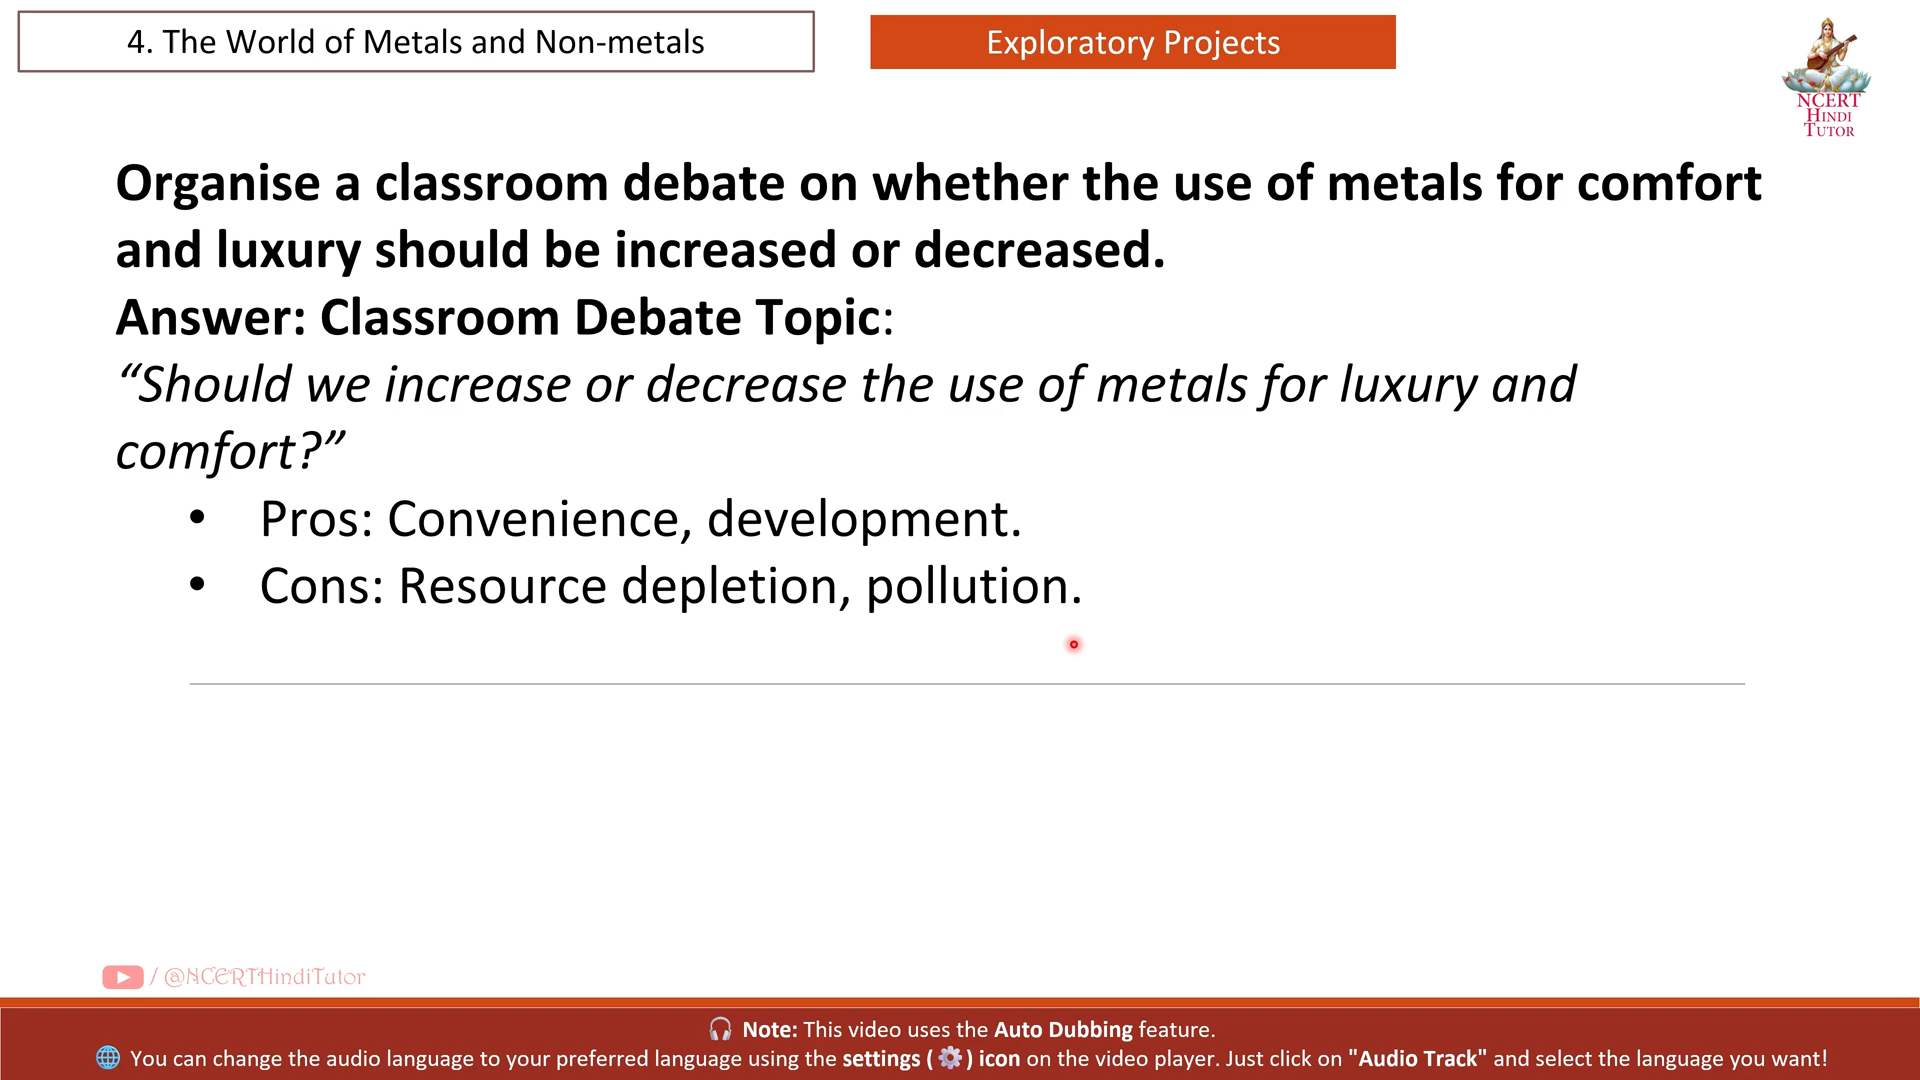 4. The World of Metals and Non-metals
Exploratory Projects
NCERT
HINDI
TUTOR
Organise a classroom debate on whether the use of metals for comfort
and luxury should be increased or decreased.
Answer: Classroom Debate Topic:
“Should we increase or decrease the use of metals for luxury and
comfort?”
• Pros: Convenience, development.
• Cons: Resource depletion, pollution.
/ @NCERTHindiTutor
🎧 Note: This video uses the Auto Dubbing feature.
🌐 You can change the audio language to your preferred language using the settings ( ⚙️ ) icon on the video player. Just click on "Audio Track" and select the language you want!